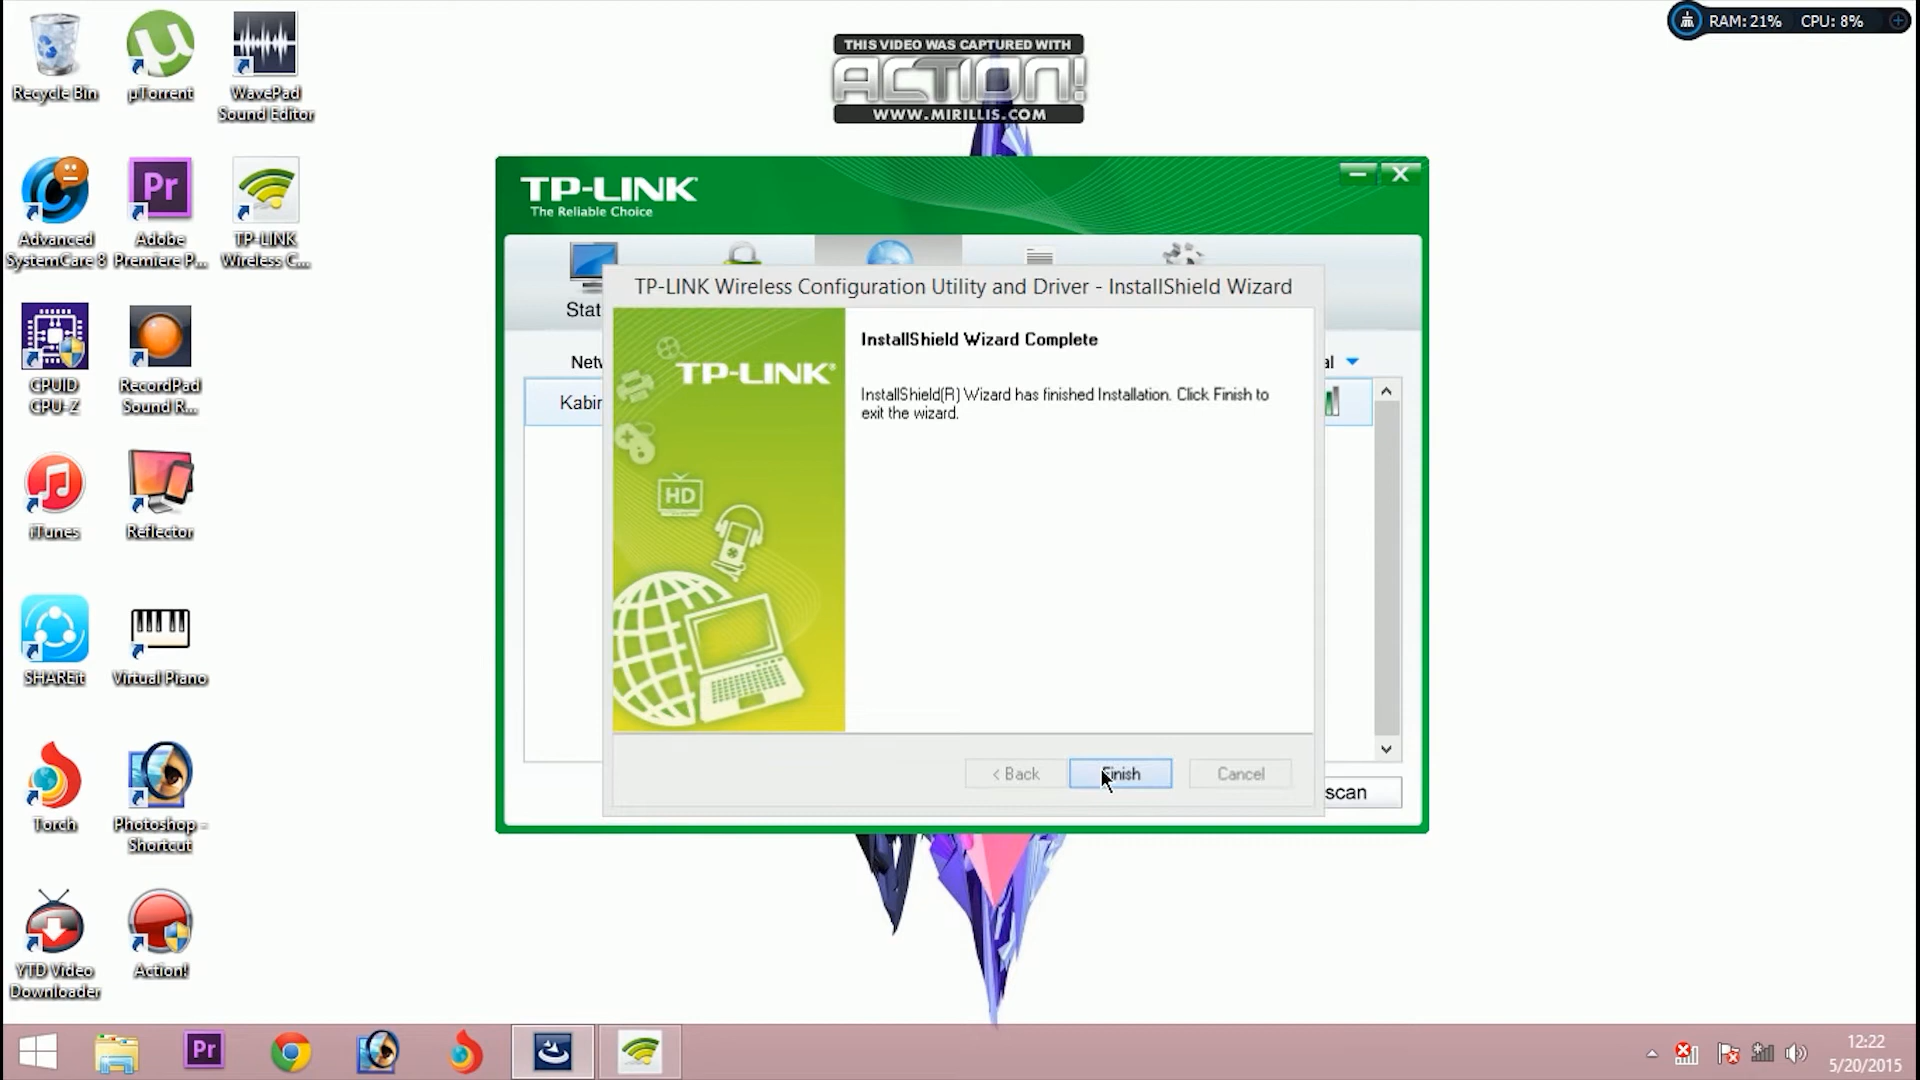 Recycle Bin
µTorrent
WavePad
Sound Editor
Advanced
SystemCare 8
Adobe
Premiere P...
TP-LINK
Wireless C...
CPUID
CPU-Z
RecordPad
Sound R...
iTunes
Reflector
SHAREit
Virtual Piano
Torch
Photoshop -
Shortcut
YTD Video
Downloader
Action!
Pr
THIS VIDEO WAS CAPTURED WITH
ACTION!
WWW.MIRILLIS.COM
RAM: 21% CPU: 8%
TP-LINK
The Reliable Choice
Stat
TP-LINK Wireless Configuration Utility and Driver - InstallShield Wizard
Netw
al
Kabir
TP-LINK
HD
InstallShield Wizard Complete
InstallShield(R) Wizard has finished Installation. Click Finish to
exit the wizard.
< Back
Finish
Cancel
scan
Pr
12:22
5/20/2015